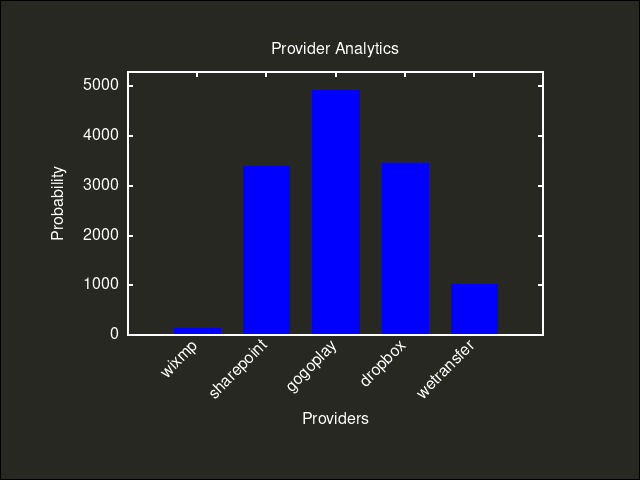 Provider Analytics
5000
4000
3000
2000
1000
0
Probability
wixmp
sharepoint
gogoplay
dropbox
wetransfer
Providers